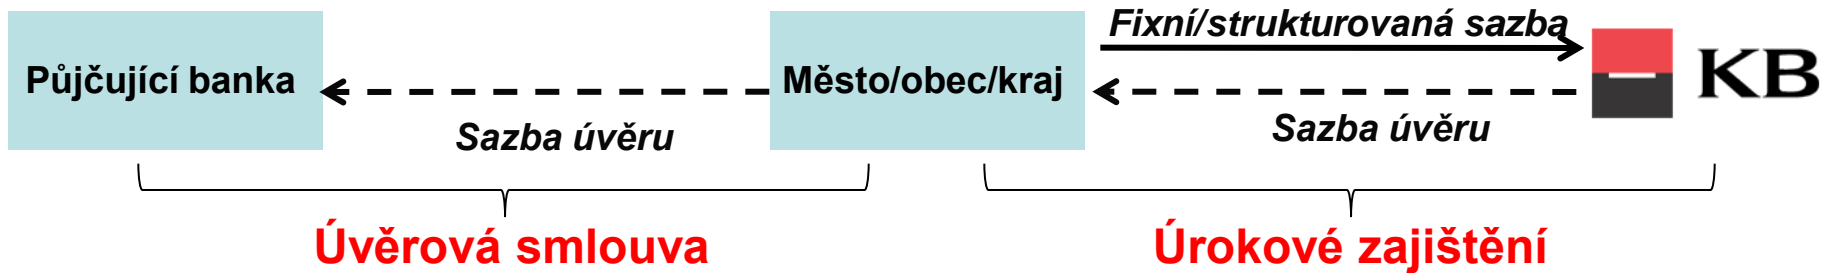 Fixní/strukturovaná sazba
Půjčující banka
Město/obec/kraj
KB
Sazba úvěru
Sazba úvěru
Úvěrová smlouva
Úrokové zajištění